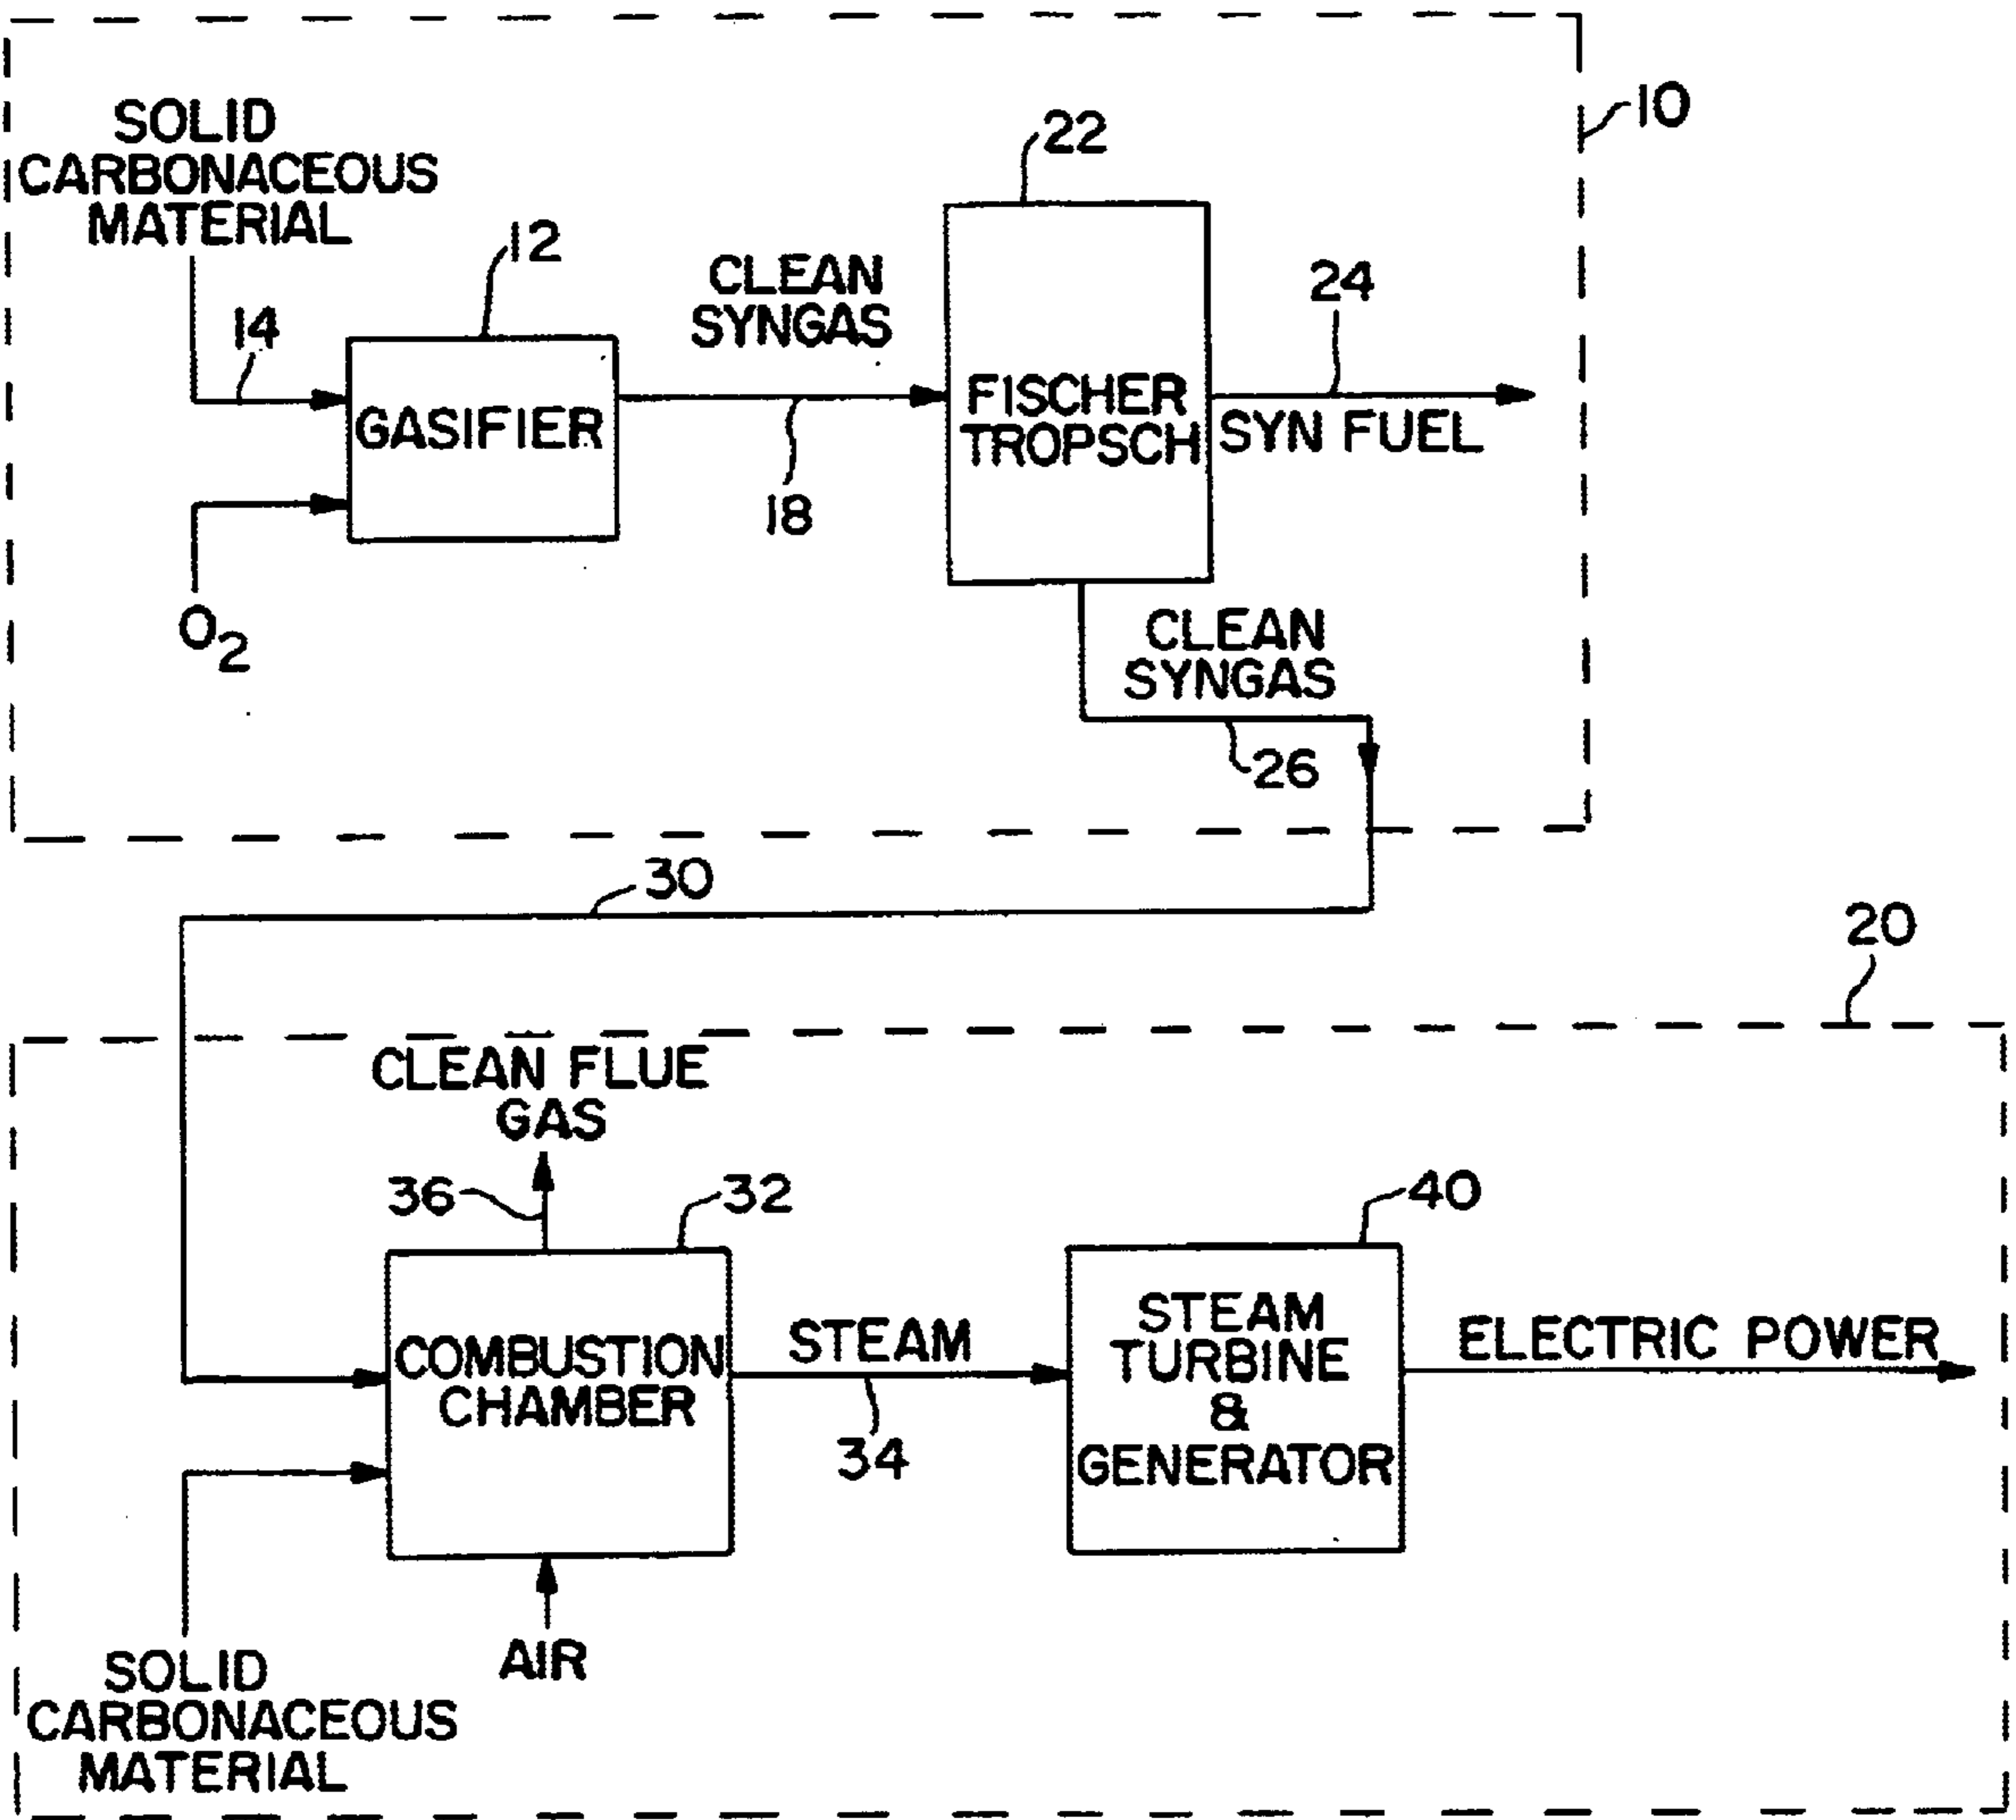 10
SOLID
CARBONACEOUS
MATERIAL
22
12
CLEAN
SYNGAS
24
14
GASIFIER
FISCHER
TROPSCH
SYN FUEL
18
O2
CLEAN
SYNGAS
26
30
20
CLEAN FLUE
GAS
36
32
40
COMBUSTION
CHAMBER
STEAM
34
STEAM
TURBINE
&
GENERATOR
ELECTRIC POWER
AIR
SOLID
CARBONACEOUS
MATERIAL